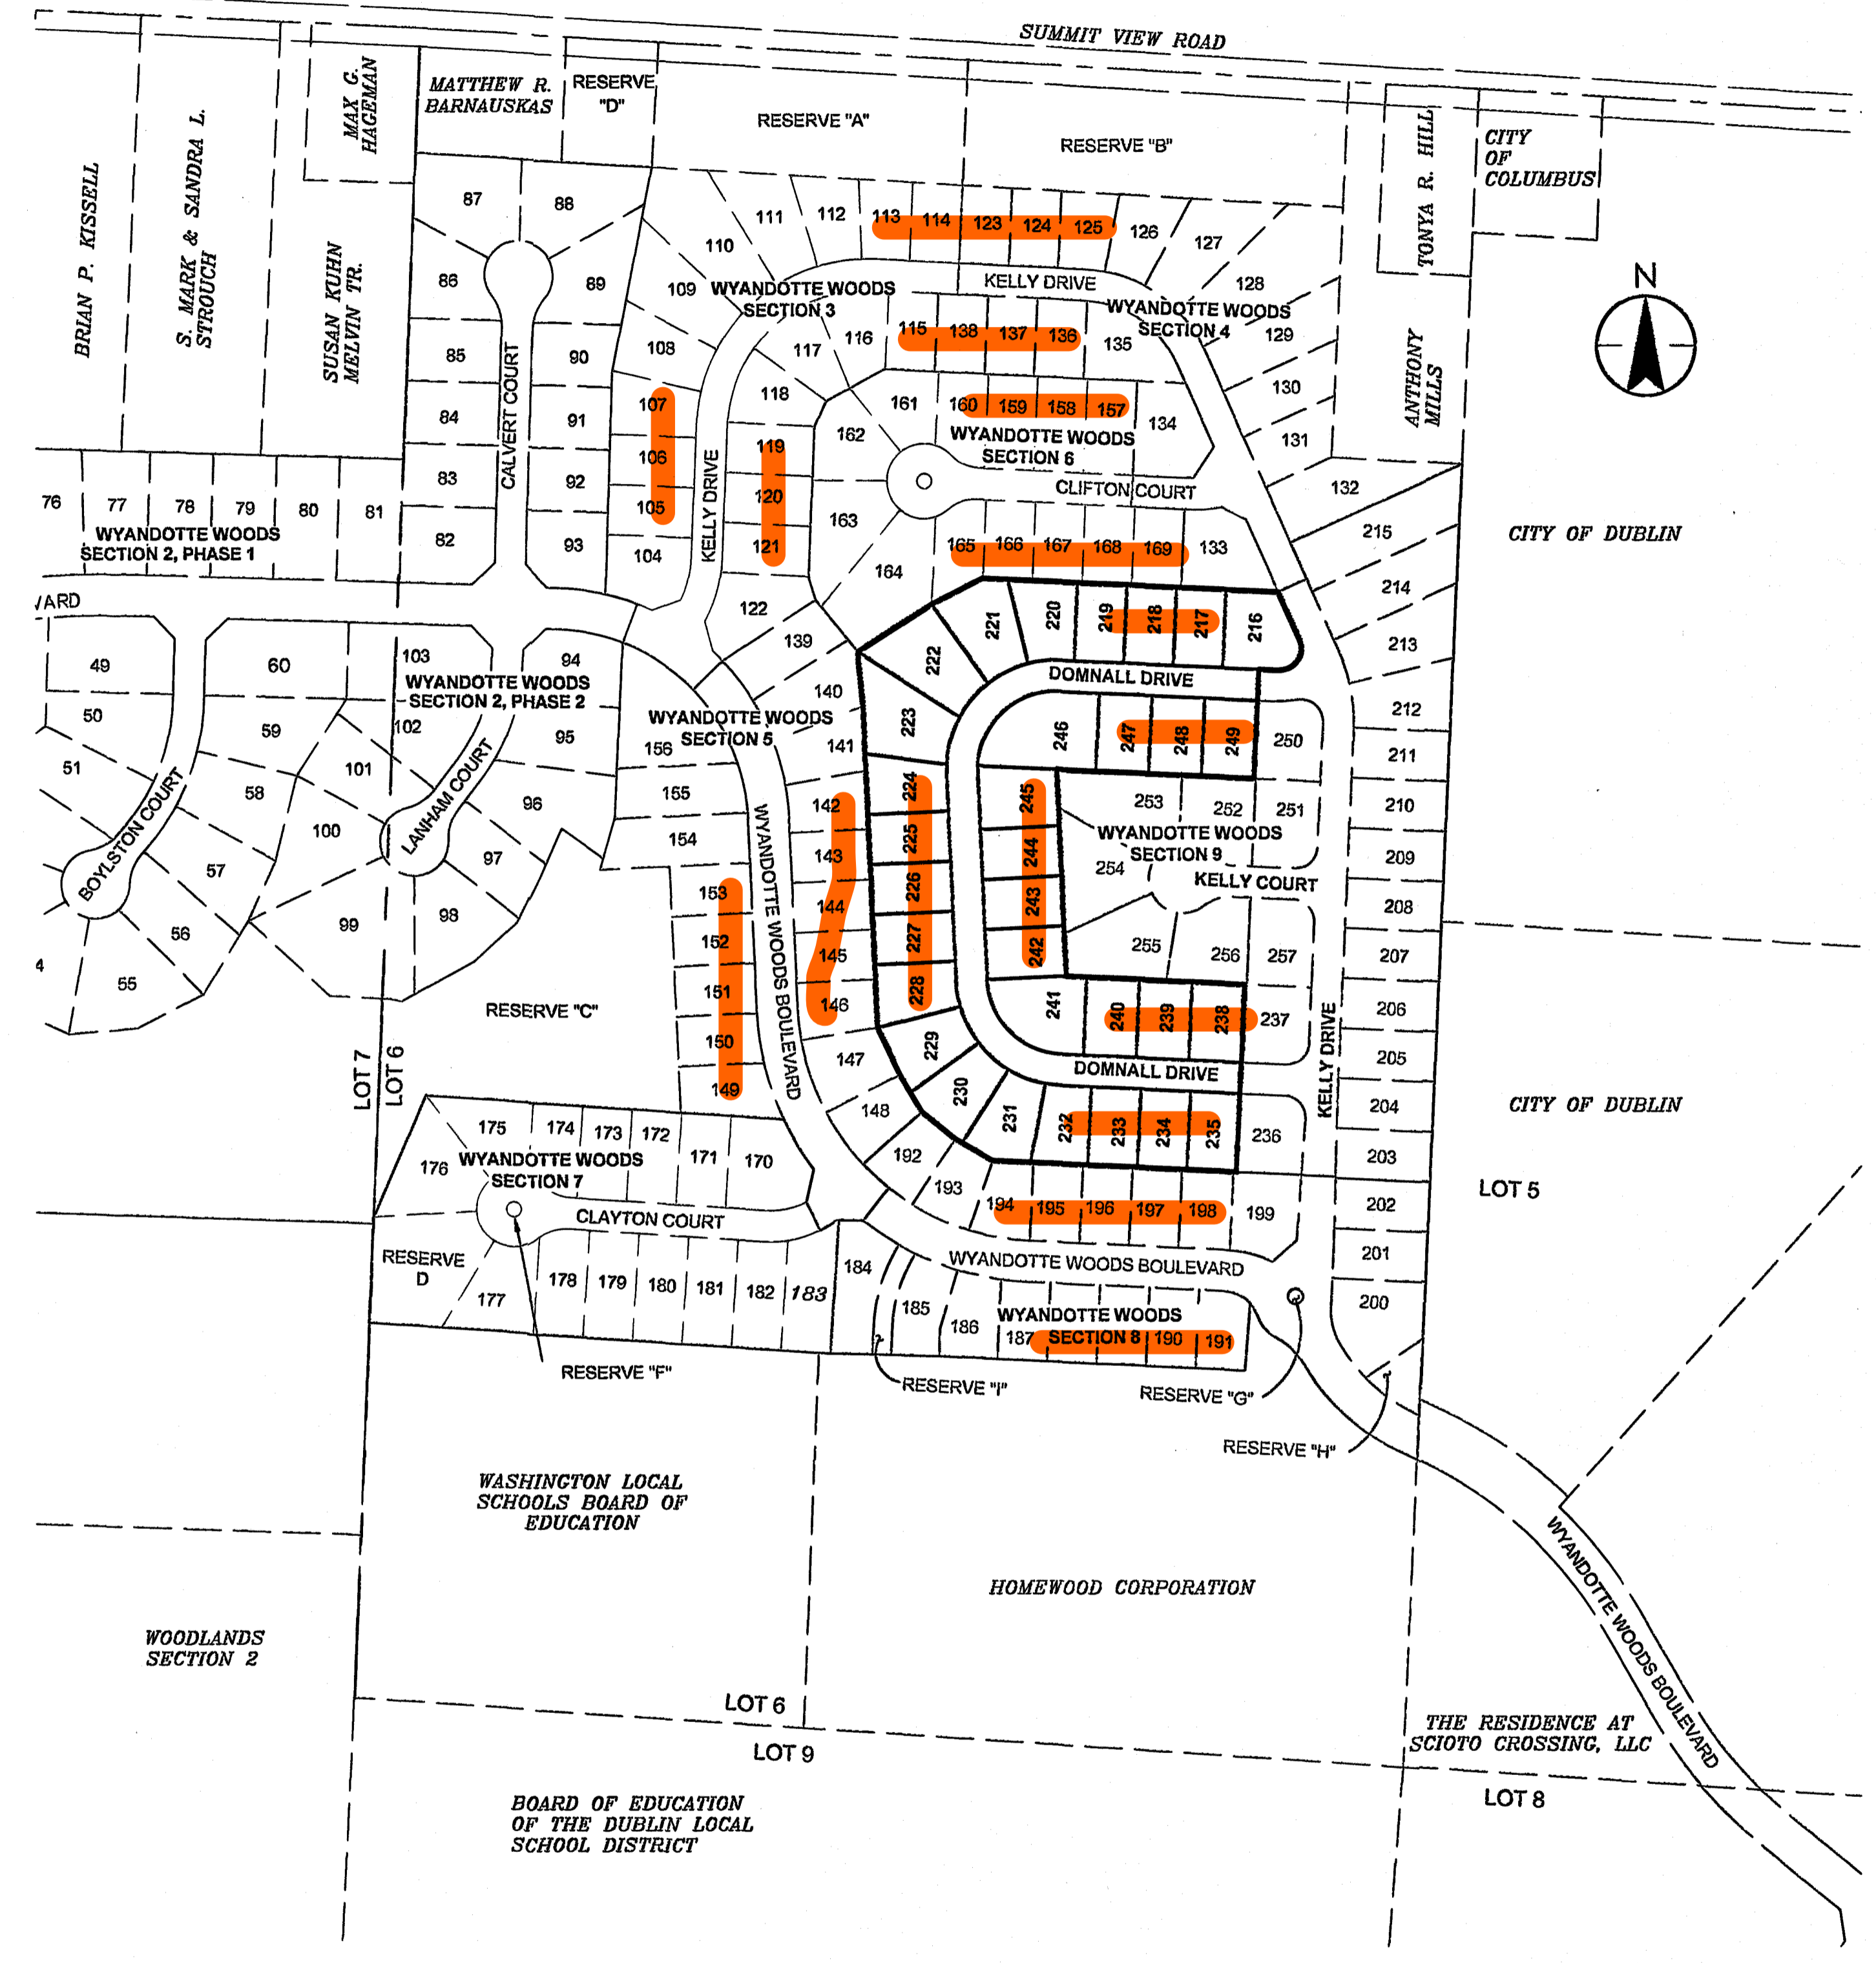 SUMMIT VIEW ROAD
MATTHEW R.
BARNAUSKAS
RESERVE
"D"
RESERVE "A"
RESERVE "B"
MAX G.
HAGEMAN
TONYA R. HILL
CITY
OF
COLUMBUS
BRIAN P. KISSELL
S. MARK & SANDRA L.
STROUCH
SUSAN KUHN
MELVIN TR.
ANTHONY
MILLS
N
87
88
86
89
85
90
84
91
83
92
82
93
CALVERT COURT
111
112
113
114
123
124
125
126
127
110
109
128
KELLY DRIVE
WYANDOTTE WOODS
SECTION 3
WYANDOTTE WOODS
SECTION 4
129
108
117
116
115
138
137
136
135
130
131
107
106
105
104
118
119
120
121
122
KELLY DRIVE
161
160
159
158
157
134
162
WYANDOTTE WOODS
SECTION 6
CLIFTON COURT
163
164
165
166
167
168
169
133
132
215
214
213
CITY OF DUBLIN
76
77
78
79
80
81
WYANDOTTE WOODS
SECTION 2, PHASE 1
VARD
49
60
103
94
50
59
102
95
51
58
101
96
57
100
97
56
99
98
4
55
WYANDOTTE WOODS
SECTION 2, PHASE 2
BOYLSTON COURT
LANHAM COURT
139
140
141
WYANDOTTE WOODS
SECTION 5
156
155
154
153
152
151
150
149
142
143
144
145
146
147
148
WYANDOTTE WOODS BOULEVARD
222
221
220
219
218
217
216
DOMNALL DRIVE
223
246
247
248
249
250
224
225
226
227
228
229
230
231
232
233
234
235
236
245
244
243
242
241
240
239
238
237
253
252
251
WYANDOTTE WOODS
SECTION 9
254
KELLY COURT
255
256
257
DOMNALL DRIVE
KELLY DRIVE
212
211
210
209
208
207
206
205
204
203
202
201
200
CITY OF DUBLIN
LOT 5
RESERVE "C"
LOT 7
LOT 6
175
174
173
172
171
170
176
WYANDOTTE WOODS
SECTION 7
CLAYTON COURT
RESERVE
D
177
178
179
180
181
182
183
184
192
193
194
195
196
197
198
199
WYANDOTTE WOODS BOULEVARD
185
186
WYANDOTTE WOODS
187
SECTION 8
190
191
RESERVE "F"
RESERVE "I"
RESERVE "G"
RESERVE "H"
WASHINGTON LOCAL
SCHOOLS BOARD OF
EDUCATION
HOMEWOOD CORPORATION
WOODLANDS
SECTION 2
WYANDOTTE WOODS BOULEVARD
LOT 6
LOT 9
THE RESIDENCE AT
SCIOTO CROSSING, LLC
LOT 8
BOARD OF EDUCATION
OF THE DUBLIN LOCAL
SCHOOL DISTRICT